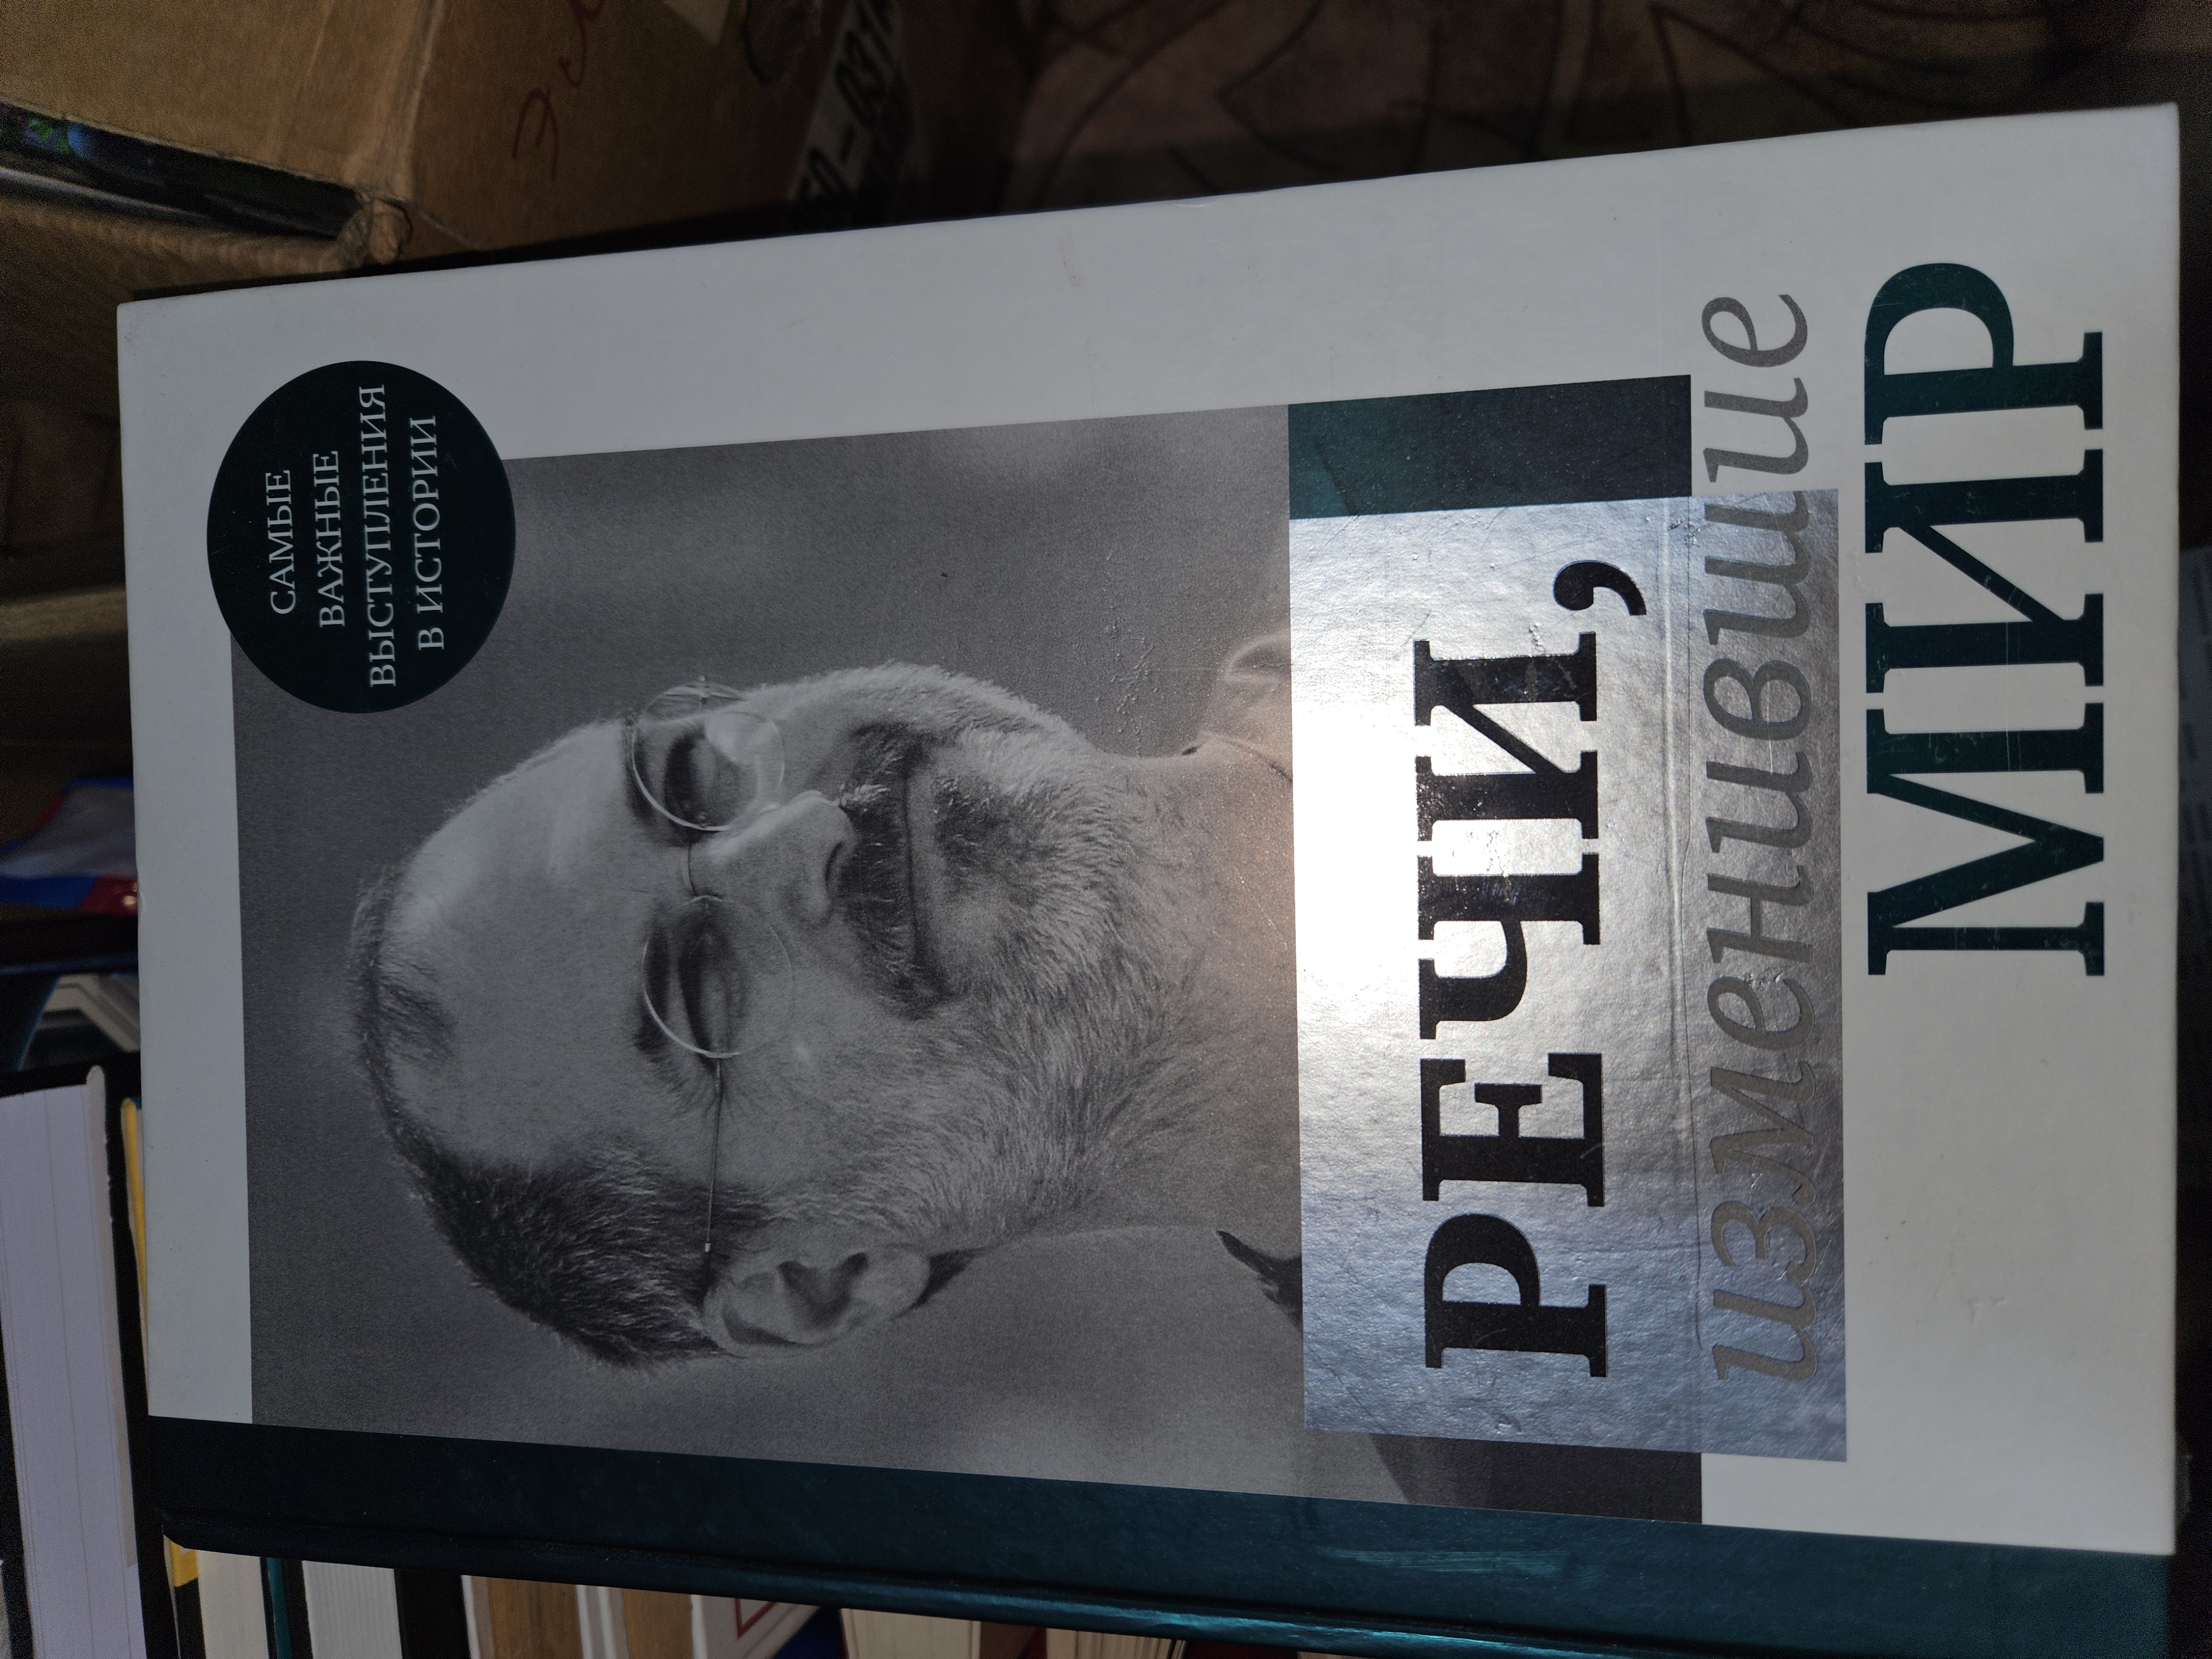 САМЫЕ
ВАЖНЫЕ
ВЫСТУПЛЕНИЯ
В ИСТОРИИ
РЕЧИ,
изменившие
МИР